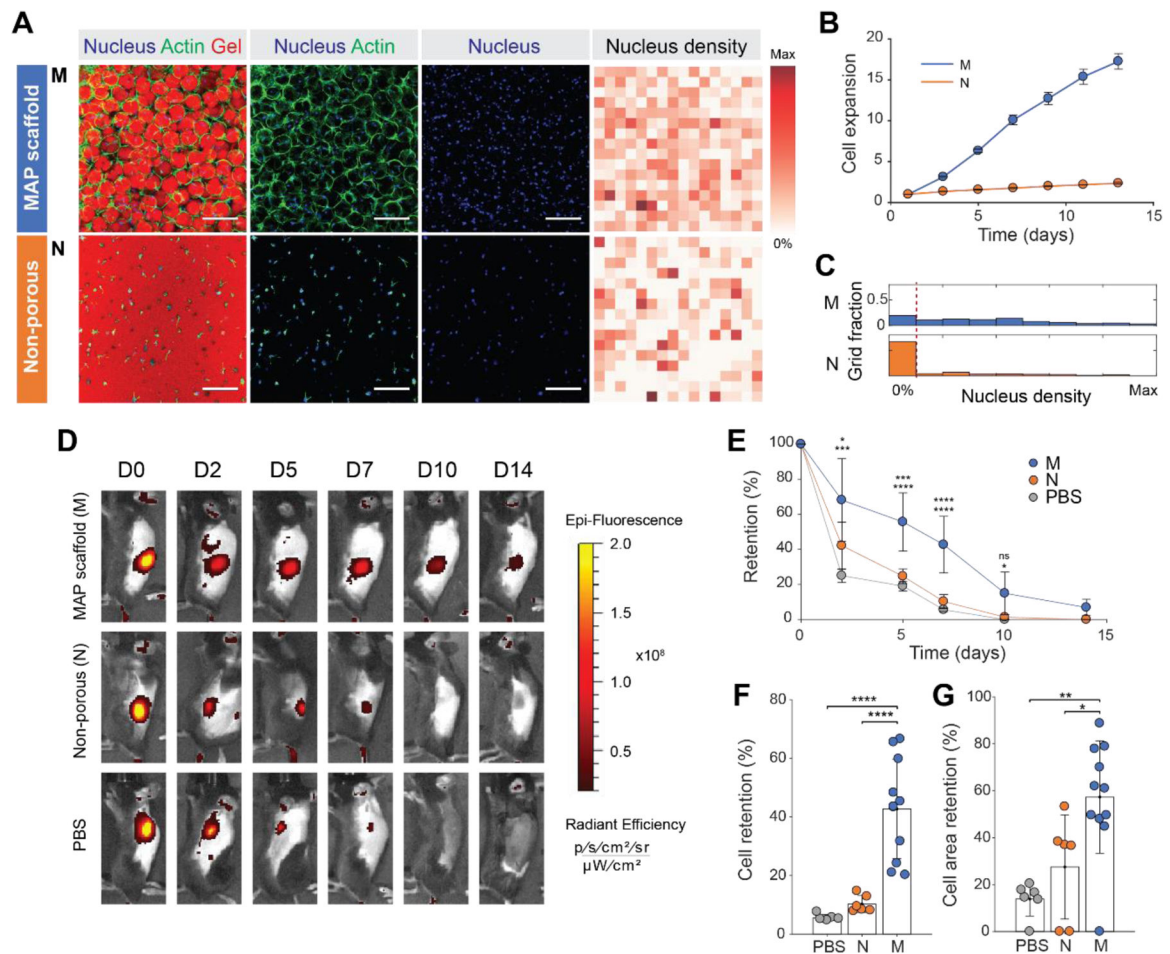 A
Nucleus Actin Gel
Nucleus Actin
Nucleus
Nucleus density
MAP scaffold
M
Non-porous
N
Max
0%
B
Cell expansion
20
15
10
5
0
M
N
0
5
10
15
Time (days)
C
Grid fraction
M
0.5
0
N
0%
Nucleus density
Max
D
D0
D2
D5
D7
D10
D14
MAP scaffold (M)
Non-porous (N)
PBS
Epi-Fluorescence
2.0
1.5
x10⁸
1.0
0.5
Radiant Efficiency
p/s/cm²/sr
µW/cm²
E
Retention (%)
100
80
60
40
20
0
*
***
***
****
****
****
ns
*
M
N
PBS
0
5
10
15
Time (days)
F
Cell retention (%)
80
60
40
20
0
****
****
PBS
N
M
G
Cell area retention (%)
100
80
60
40
20
0
**
*
PBS
N
M